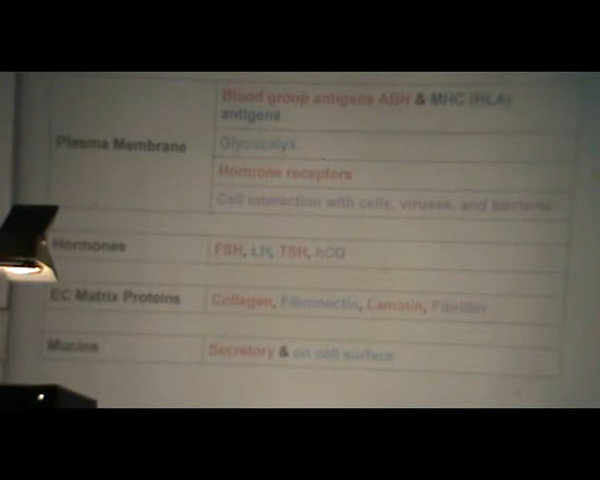 Blood group antigens ABH & MHC (HLA)
antigens
Plasma Membrane
Glycocalyx
Hormone receptors
Cell interaction with cells, viruses, and bacteria
Hormones
FSH, LH, TSH, hCG
EC Matrix Proteins
Collagen, Fibronectin, Laminin, Fibrillin
Mucins
Secretory & on cell surface